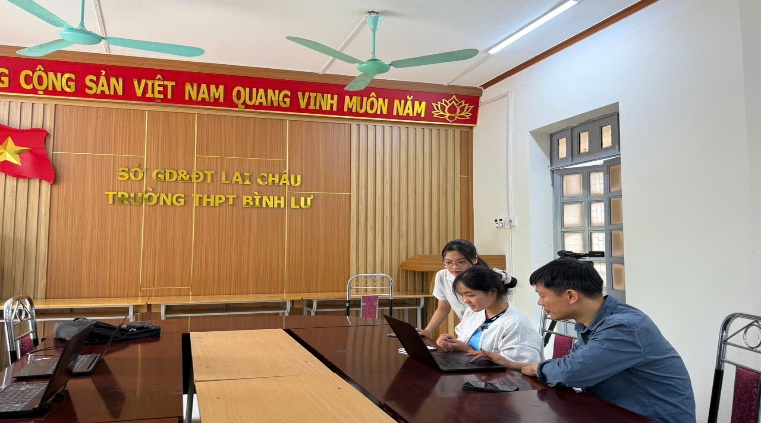 G CỘNG SẢN VIỆT NAM QUANG VINH MUÔN NĂM
SỞ GD&ĐT LAI CHÂU
TRƯỜNG THPT BÌNH LƯ